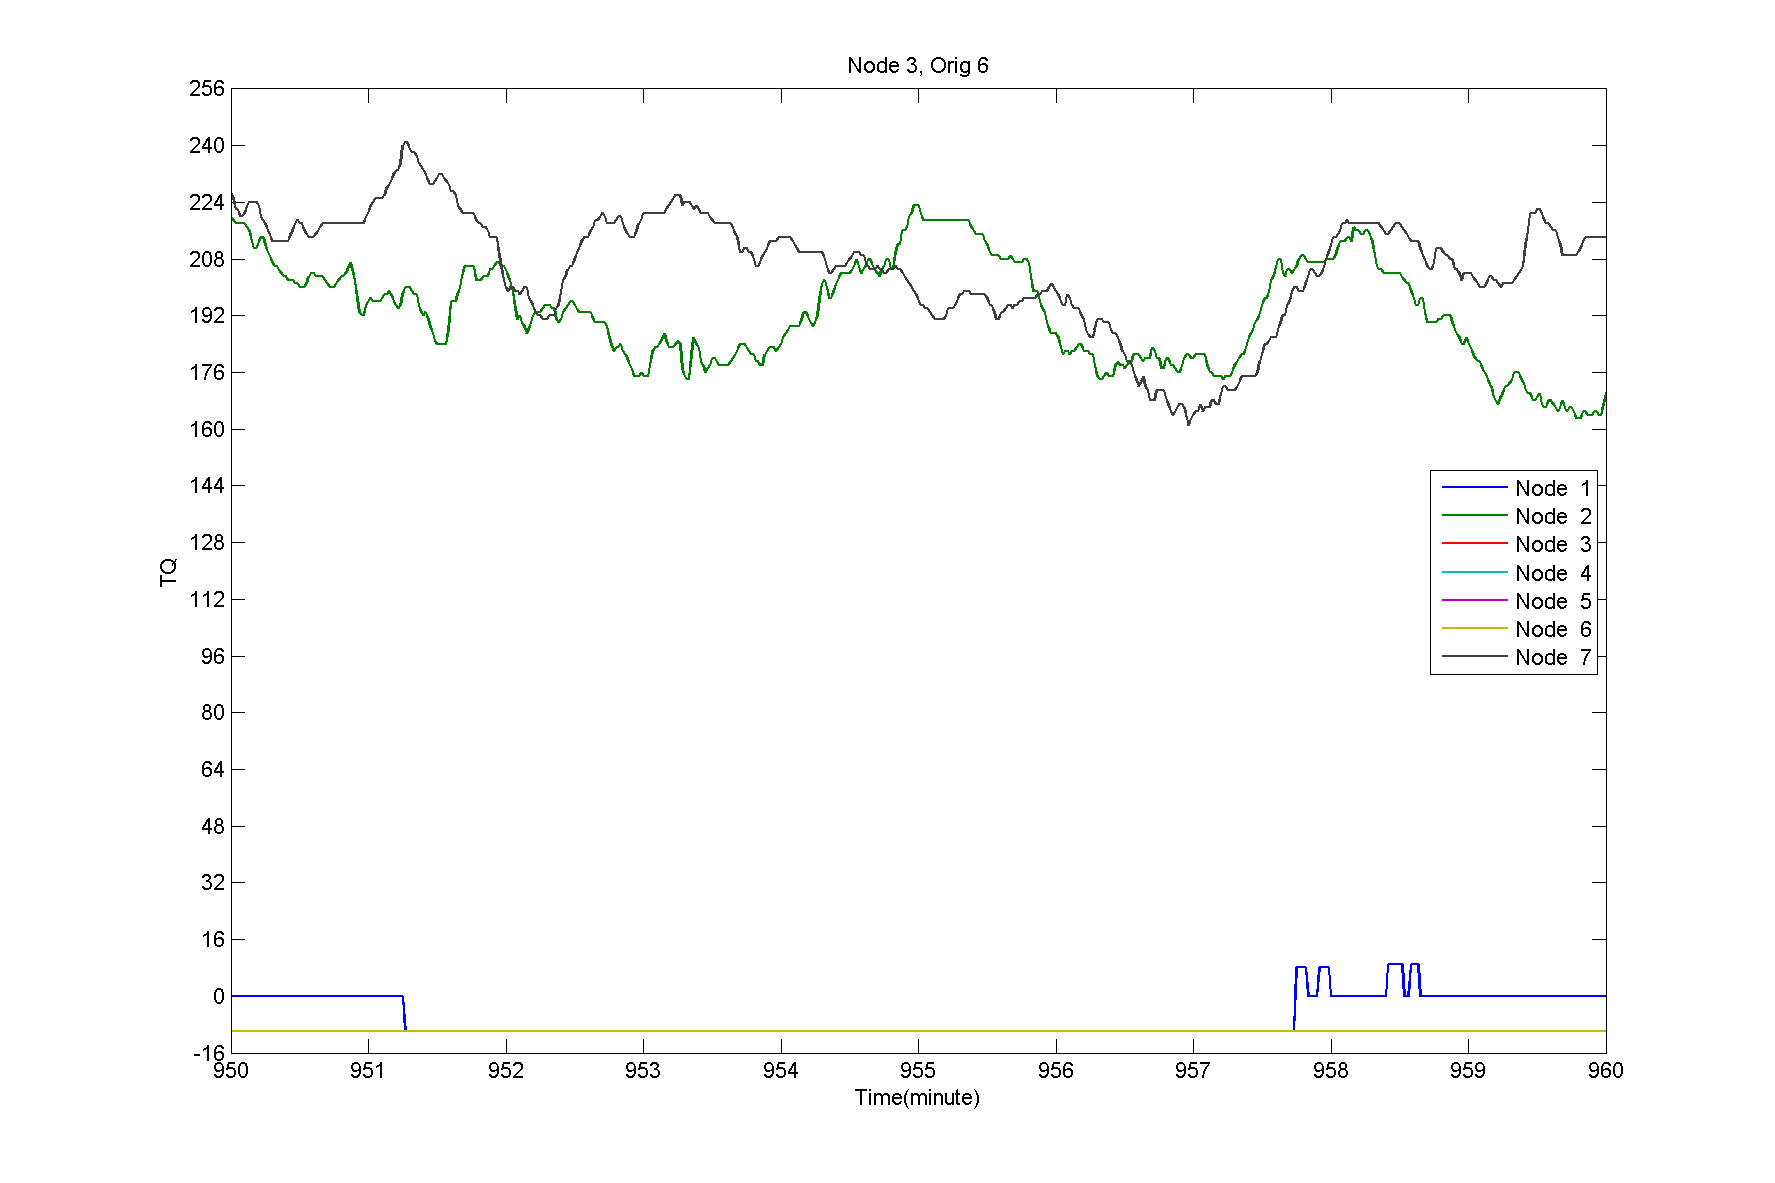 Node 3, Orig 6
256
240
224
208
192
176
160
144
128
112
96
80
64
48
32
16
0
-16
TQ
Node 1
Node 2
Node 3
Node 4
Node 5
Node 6
Node 7
950 951 952 953 954 955 956 957 958 959 960
Time(minute)